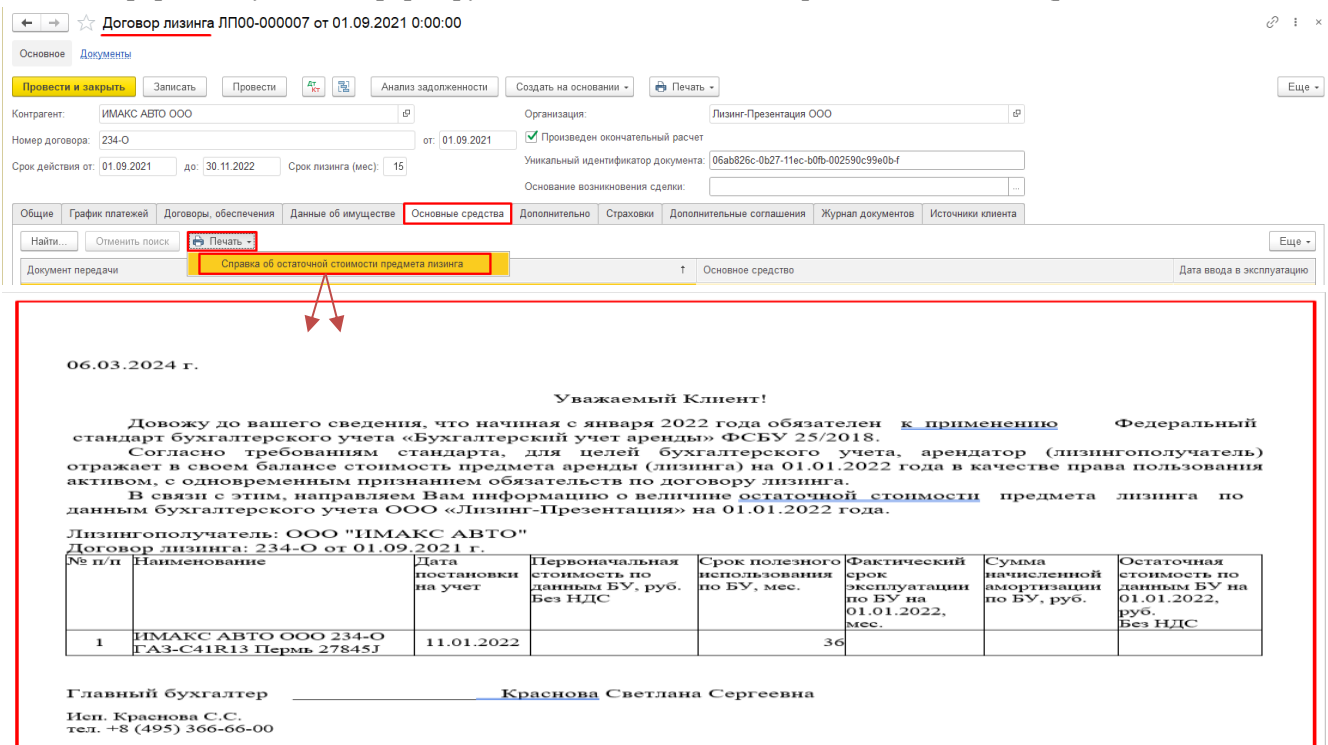 Договор лизинга ЛП00-000007 от 01.09.2021 0:00:00
Основное Документы
Провести и закрыть Записать Провести Дт Кт Анализ задолженности Создать на основании Печать Еще
Контрагент: ИМАКС АВТО ООО Организация: Лизинг-Презентация ООО
Номер договора: 234-О от: 01.09.2021 Произведен окончательный расчет
Срок действия от: 01.09.2021 до: 30.11.2022 Срок лизинга (мес): 15 Уникальный идентификатор документа: 06ab826c-0b27-11ec-b0fb-002590c99e0b-f
Основание возникновения сделки: ...
Общие График платежей Договоры, обеспечения Данные об имуществе Основные средства Дополнительно Страховки Дополнительные соглашения Журнал документов Источники клиента
Найти... Отменить поиск Печать Еще
Справка об остаточной стоимости предмета лизинга
Документ передачи ↑ Основное средство Дата ввода в эксплуатацию
06.03.2024 г.
Уважаемый Клиент!
Довожу до вашего сведения, что начиная с января 2022 года обязателен к применению Федеральный
стандарт бухгалтерского учета «Бухгалтерский учет аренды» ФСБУ 25/2018.
Согласно требованиям стандарта, для целей бухгалтерского учета, арендатор (лизингополучатель)
отражает в своем балансе стоимость предмета аренды (лизинга) на 01.01.2022 года в качестве права пользования
активом, с одновременным признанием обязательств по договору лизинга.
В связи с этим, направляем Вам информацию о величине остаточной стоимости предмета лизинга по
данным бухгалтерского учета ООО «Лизинг-Презентация» на 01.01.2022 года.
Лизингополучатель: ООО "ИМАКС АВТО"
Договор лизинга: 234-О от 01.09.2021 г.
№ п/п Наименование Дата Первоначальная Срок полезного Фактический Сумма Остаточная
постановки стоимость по использования срок начисленной стоимость по
на учет данным БУ, руб. по БУ, мес. эксплуатации амортизации данным БУ на
Без НДС по БУ на по БУ, руб. 01.01.2022,
01.01.2022, руб.
мес. Без НДС
1 ИМАКС АВТО ООО 234-О 11.01.2022 36
ГАЗ-C41R13 Пермь 27845J
Главный бухгалтер Краснова Светлана Сергеевна
Исп. Краснова С.С.
тел. +8 (495) 366-66-00